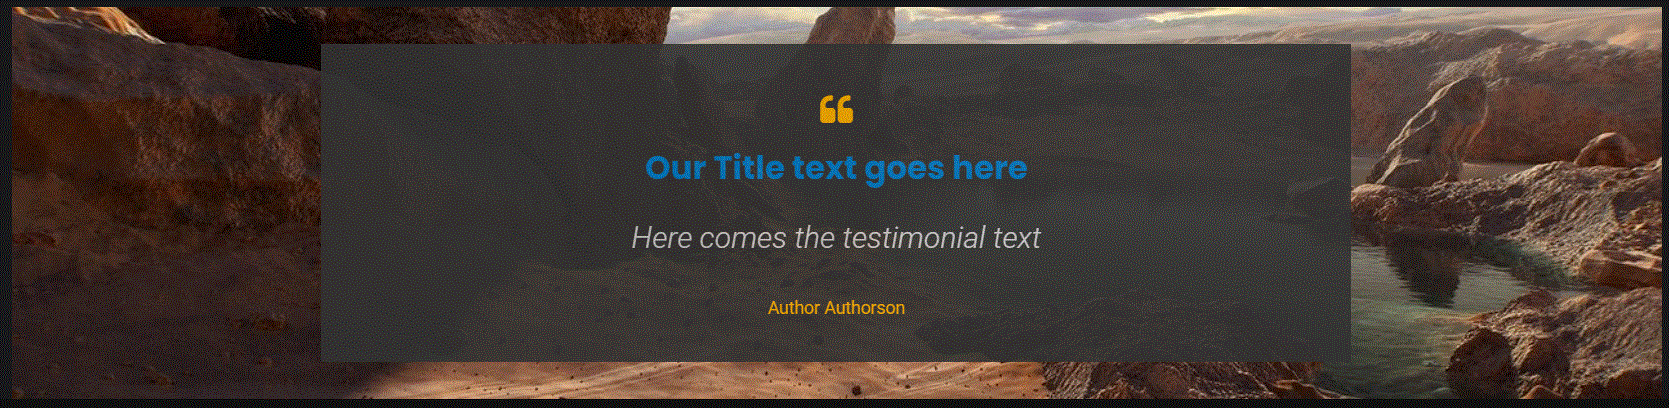 ❝
Our Title text goes here
Here comes the testimonial text
Author Authorson